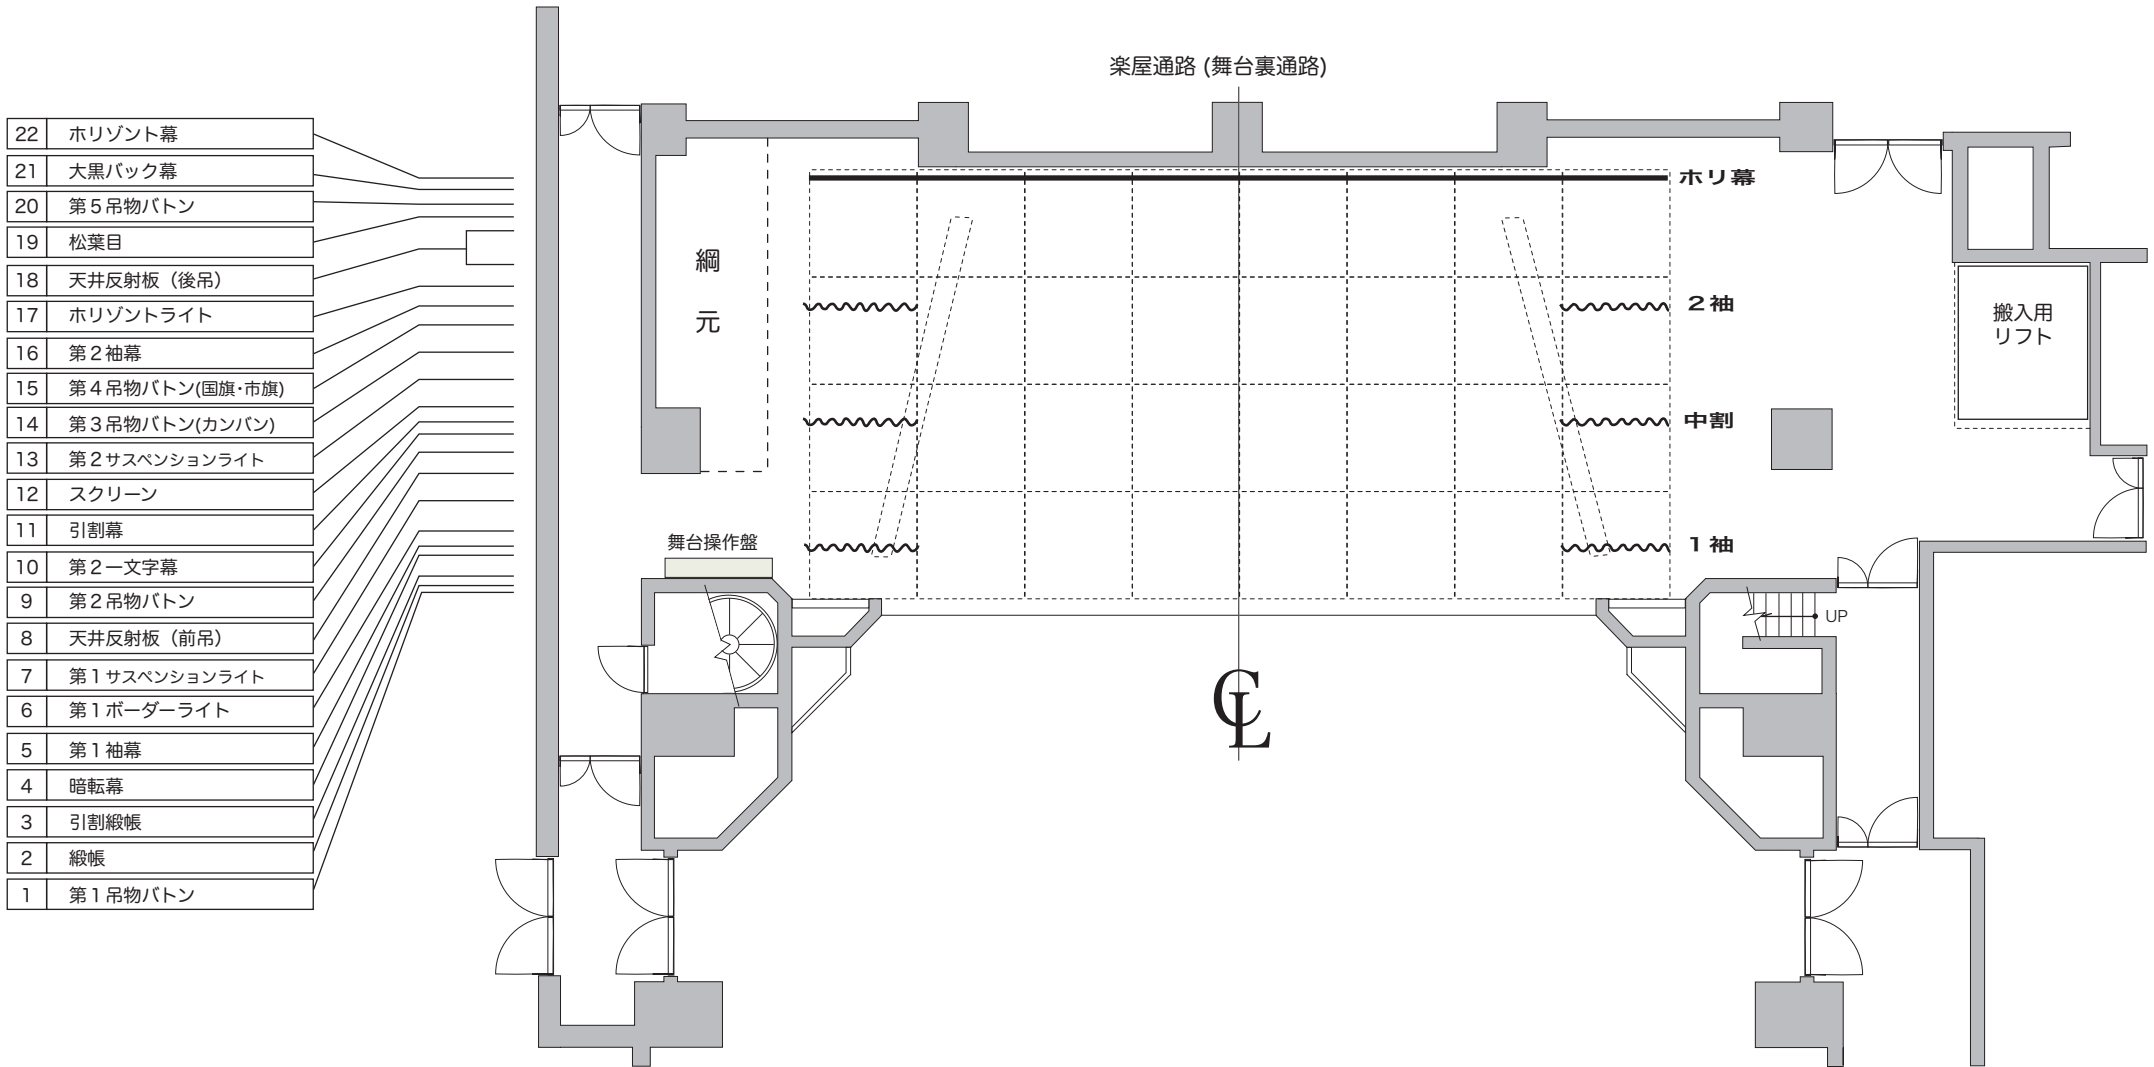 楽屋通路 (舞台裏通路)
22 ホリゾント幕
21 大黒バック幕
20 第5吊物バトン
19 松葉目
18 天井反射板（後吊）
17 ホリゾントライト
16 第2袖幕
15 第4吊物バトン(国旗・市旗)
14 第3吊物バトン(カンバン)
13 第2サスペンションライト
12 スクリーン
11 引割幕
10 第2一文字幕
9 第2吊物バトン
8 天井反射板（前吊）
7 第1サスペンションライト
6 第1ボーダーライト
5 第1袖幕
4 暗転幕
3 引割緞帳
2 緞帳
1 第1吊物バトン
綱
元
舞台操作盤
ホリ幕
2袖
中割
1袖
搬入用
リフト
UP
CL